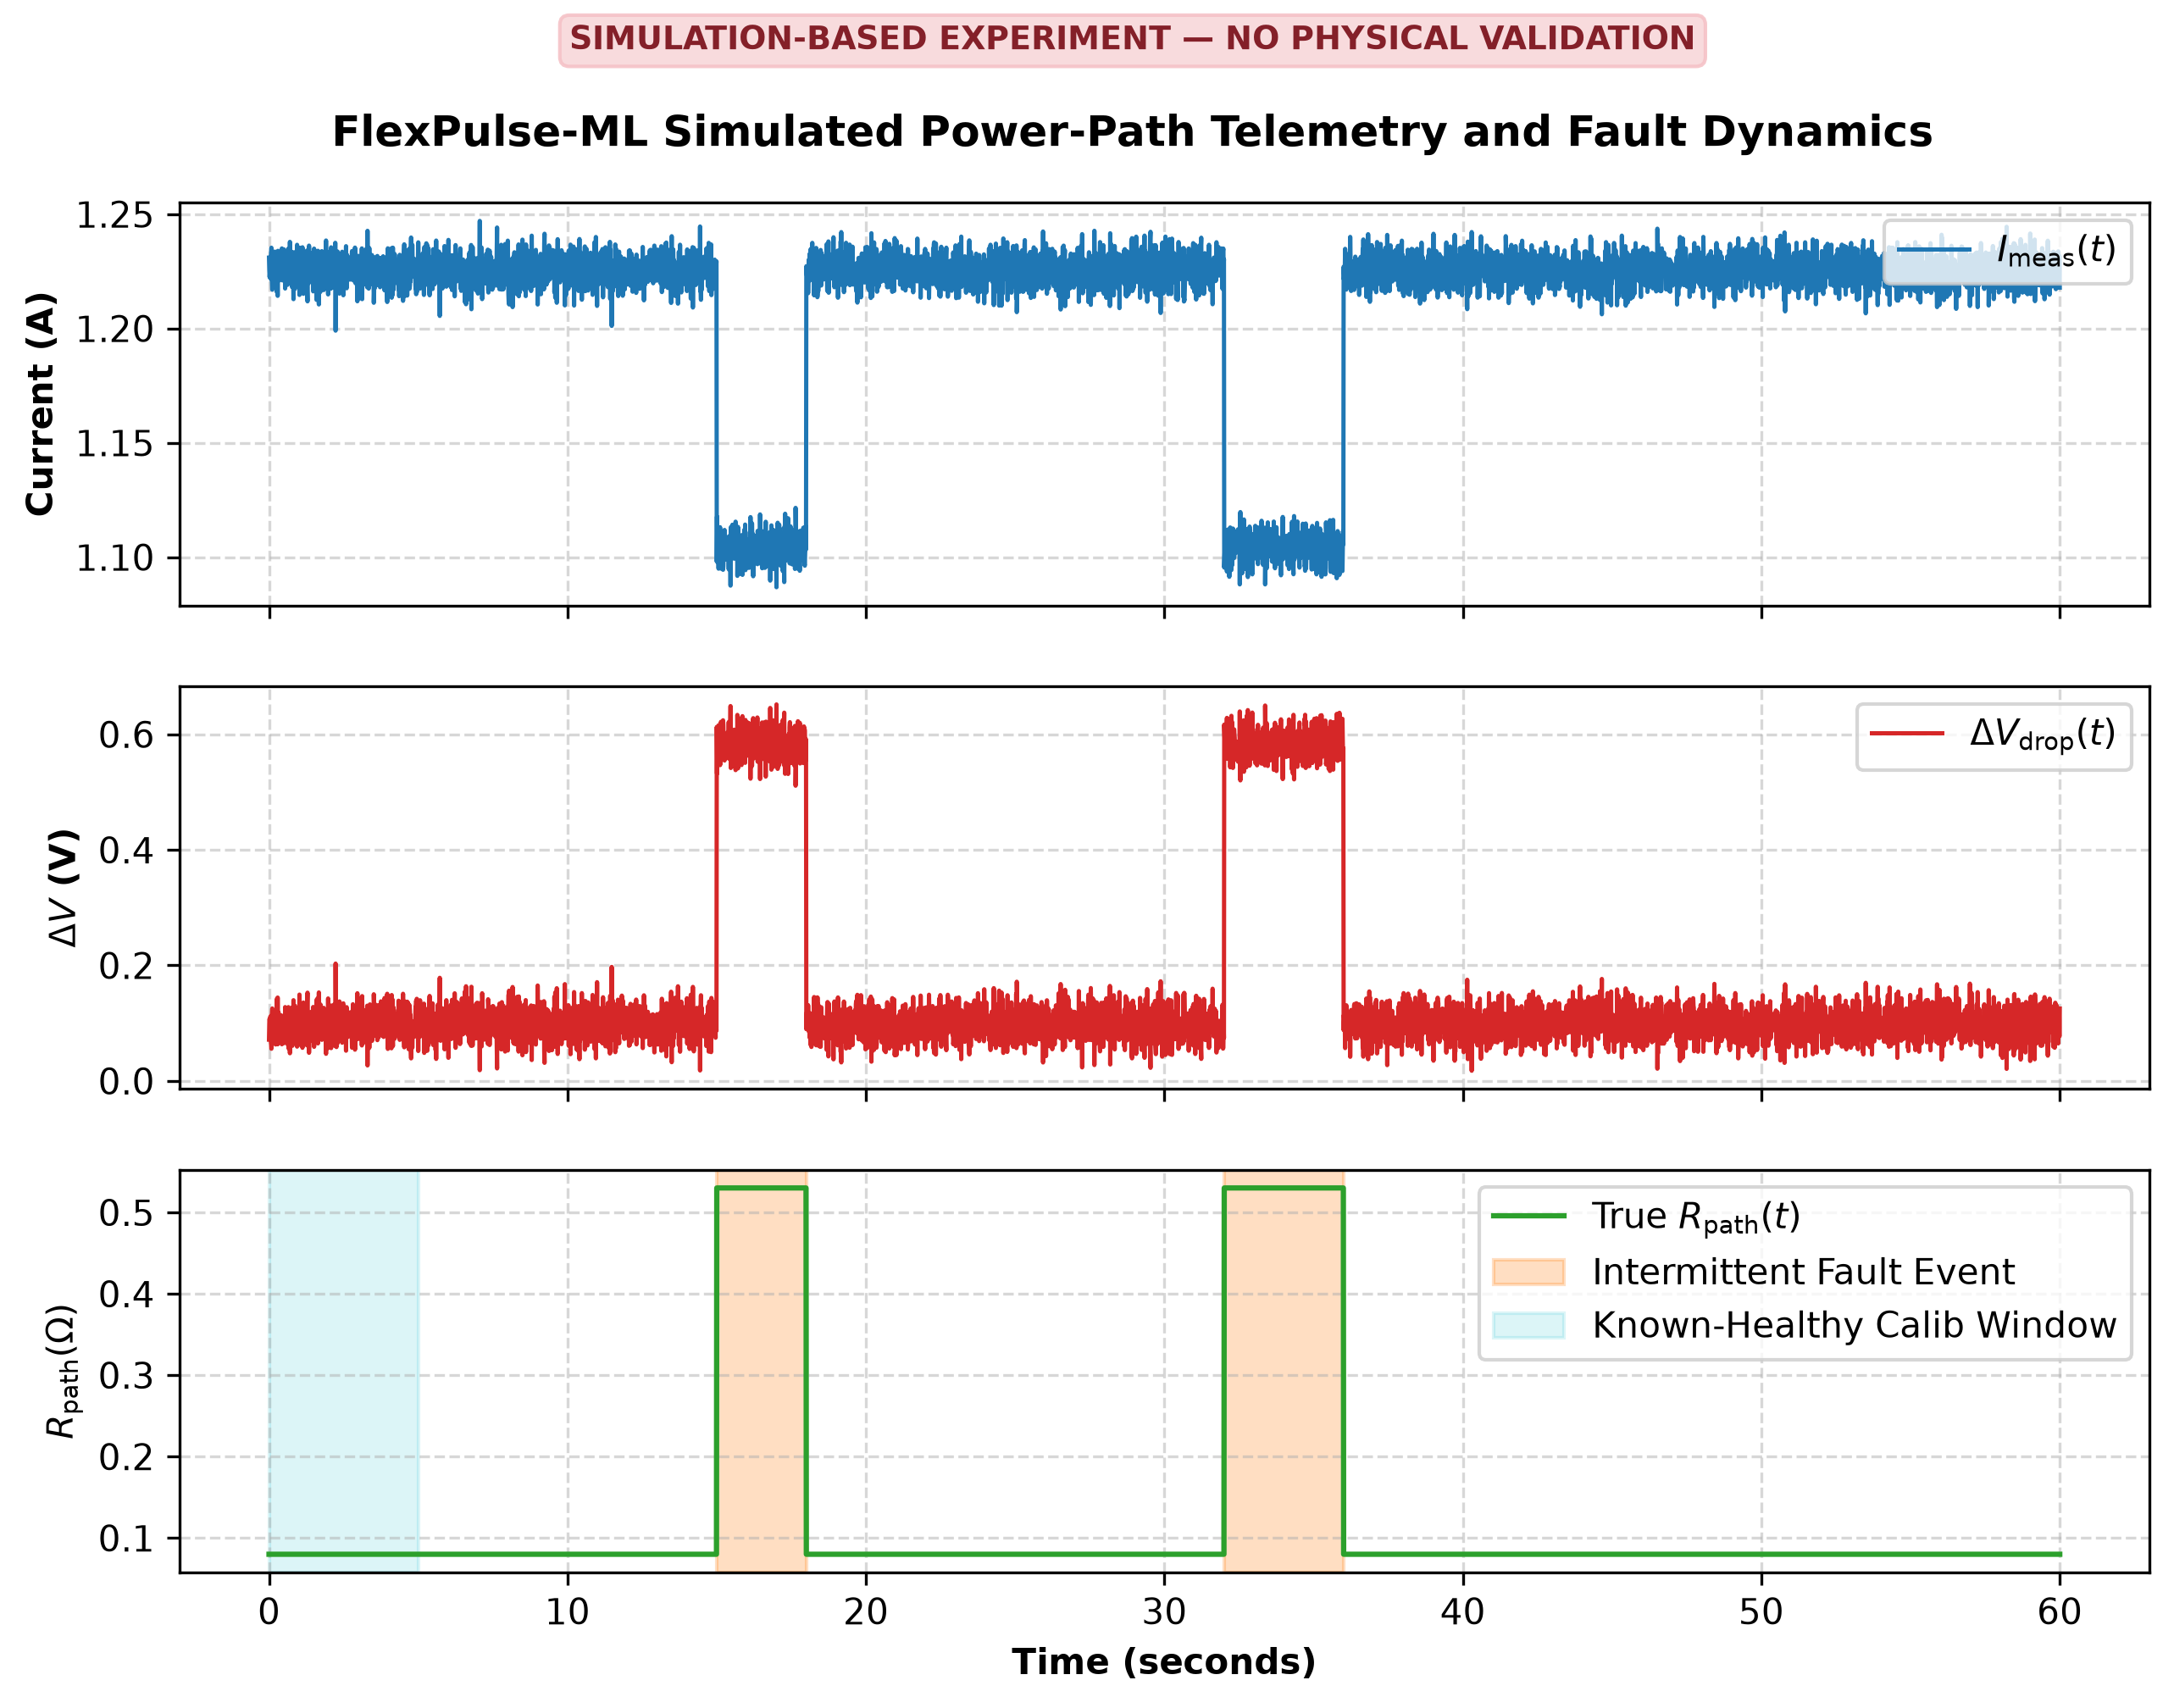 SIMULATION-BASED EXPERIMENT — NO PHYSICAL VALIDATION
FlexPulse-ML Simulated Power-Path Telemetry and Fault Dynamics
Current (A)
1.25
1.20
1.15
1.10
I_meas(t)
ΔV (V)
0.6
0.4
0.2
0.0
ΔV_drop(t)
R_path(Ω)
0.5
0.4
0.3
0.2
0.1
True R_path(t)
Intermittent Fault Event
Known-Healthy Calib Window
0 10 20 30 40 50 60
Time (seconds)